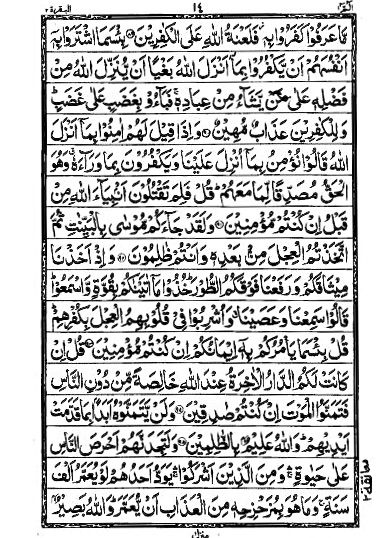 البقرة ٢ ١٤ الٓمّٓ ١
مَّا عَرَفُوْا كَفَرُوْا بِهٖ فَلَعْنَةُ اللّٰهِ عَلَى الْكٰفِرِيْنَ ۝ بِئْسَمَا اشْتَرَوْا بِهٖٓ
اَنْفُسَهُمْ اَنْ يَّكْفُرُوْا بِمَآ اَنْزَلَ اللّٰهُ بَغْيًا اَنْ يُّنَزِّلَ اللّٰهُ مِنْ
فَضْلِهٖ عَلٰى مَنْ يَّشَآءُ مِنْ عِبَادِهٖ ۚ فَبَآءُوْ بِغَضَبٍ عَلٰى غَضَبٍ ؕ
وَلِلْكٰفِرِيْنَ عَذَابٌ مُّهِيْنٌ ۝ وَاِذَا قِيْلَ لَهُمْ اٰمِنُوْا بِمَآ اَنْزَلَ
اللّٰهُ قَالُوْا نُؤْمِنُ بِمَآ اُنْزِلَ عَلَيْنَا وَيَكْفُرُوْنَ بِمَا وَرَآءَهٗ ۗ وَهُوَ
الْحَقُّ مُصَدِّقًا لِّمَا مَعَهُمْ ؕ قُلْ فَلِمَ تَقْتُلُوْنَ اَنْۢبِيَآءَ اللّٰهِ مِنْ
قَبْلُ اِنْ كُنْتُمْ مُّؤْمِنِيْنَ ۝ وَلَقَدْ جَآءَكُمْ مُّوْسٰى بِالْبَيِّنٰتِ ثُمَّ
اتَّخَذْتُمُ الْعِجْلَ مِنْۢ بَعْدِهٖ وَاَنْتُمْ ظٰلِمُوْنَ ۝ وَاِذْ اَخَذْنَا
مِيْثَاقَكُمْ وَرَفَعْنَا فَوْقَكُمُ الطُّوْرَ ؕ خُذُوْا مَآ اٰتَيْنٰكُمْ بِقُوَّةٍ وَّاسْمَعُوْا ؕ
قَالُوْا سَمِعْنَا وَعَصَيْنَا ۗ وَاُشْرِبُوْا فِيْ قُلُوْبِهِمُ الْعِجْلَ بِكُفْرِهِمْ ؕ
قُلْ بِئْسَمَا يَاْمُرُكُمْ بِهٖٓ اِيْمَانُكُمْ اِنْ كُنْتُمْ مُّؤْمِنِيْنَ ۝ قُلْ اِنْ
كَانَتْ لَكُمُ الدَّارُ الْاٰخِرَةُ عِنْدَ اللّٰهِ خَالِصَةً مِّنْ دُوْنِ النَّاسِ
فَتَمَنَّوُا الْمَوْتَ اِنْ كُنْتُمْ صٰدِقِيْنَ ۝ وَلَنْ يَّتَمَنَّوْهُ اَبَدًۢا بِمَا قَدَّمَتْ
اَيْدِيْهِمْ ؕ وَاللّٰهُ عَلِيْمٌۢ بِالظّٰلِمِيْنَ ۝ وَلَتَجِدَنَّهُمْ اَحْرَصَ النَّاسِ
عَلٰى حَيٰوةٍ ۛ وَمِنَ الَّذِيْنَ اَشْرَكُوْا ۛ يَوَدُّ اَحَدُهُمْ لَوْ يُعَمَّرُ اَلْفَ
سَنَةٍ ۚ وَمَا هُوَ بِمُزَحْزِحِهٖ مِنَ الْعَذَابِ اَنْ يُّعَمَّرَ ؕ وَاللّٰهُ بَصِيْرٌۢ
معانقة ٢
منزل